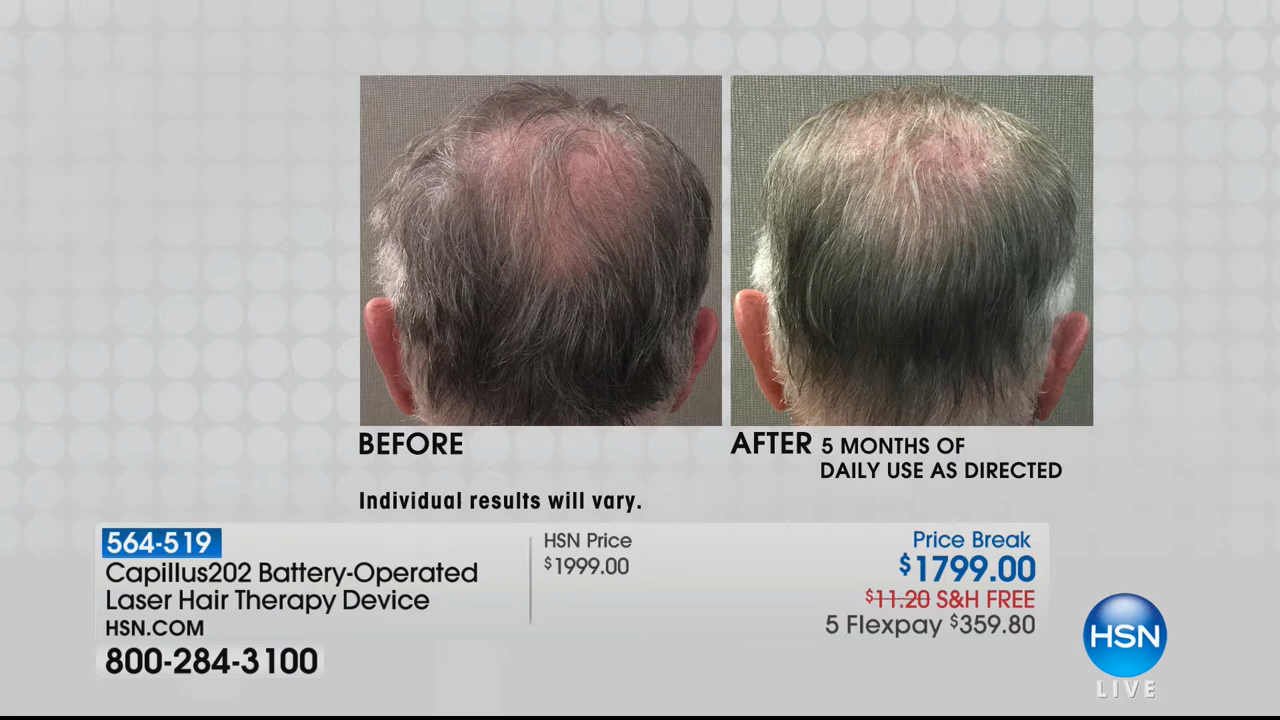 BEFORE
AFTER 5 MONTHS OF
DAILY USE AS DIRECTED
Individual results will vary.
564-519
Capillus202 Battery-Operated
Laser Hair Therapy Device
HSN.COM
800-284-3100
HSN Price
$1999.00
Price Break
$1799.00
$11.20 S&H FREE
5 Flexpay $359.80
HSN
LIVE